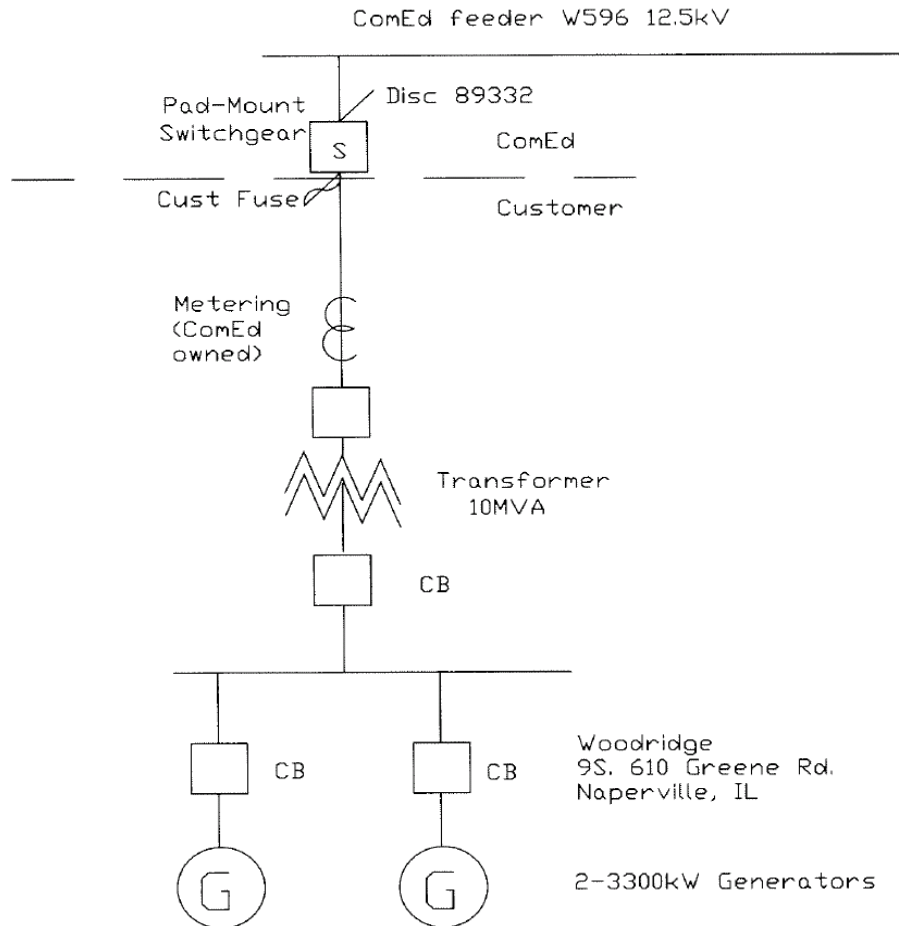 ComEd feeder W596 12.5kV
Disc 89332
Pad-Mount
Switchgear
S
ComEd
Cust Fuse
Customer
Metering
(ComEd
owned)
Transformer
10MVA
CB
CB
CB
Woodridge
9S. 610 Greene Rd.
Naperville, IL
G
G
2-3300kW Generators